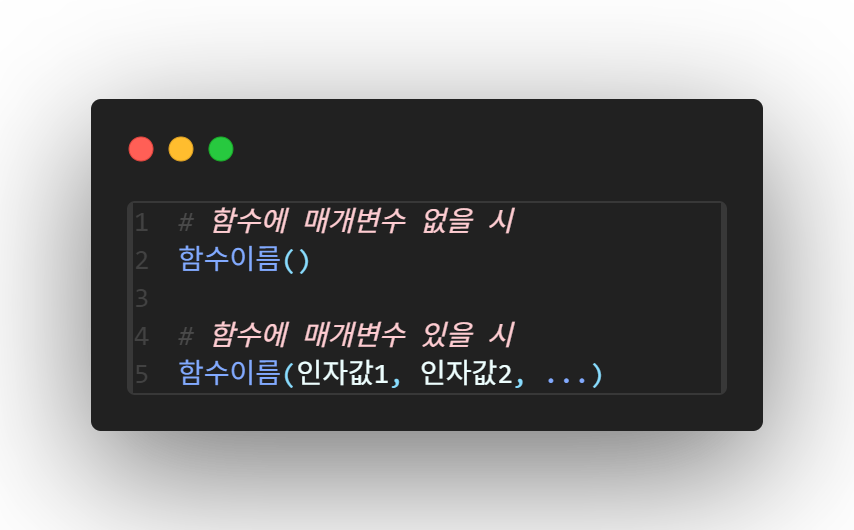 1 # 함수에 매개변수 없을 시
2 함수이름()
3
4 # 함수에 매개변수 있을 시
5 함수이름(인자값1, 인자값2, ...)